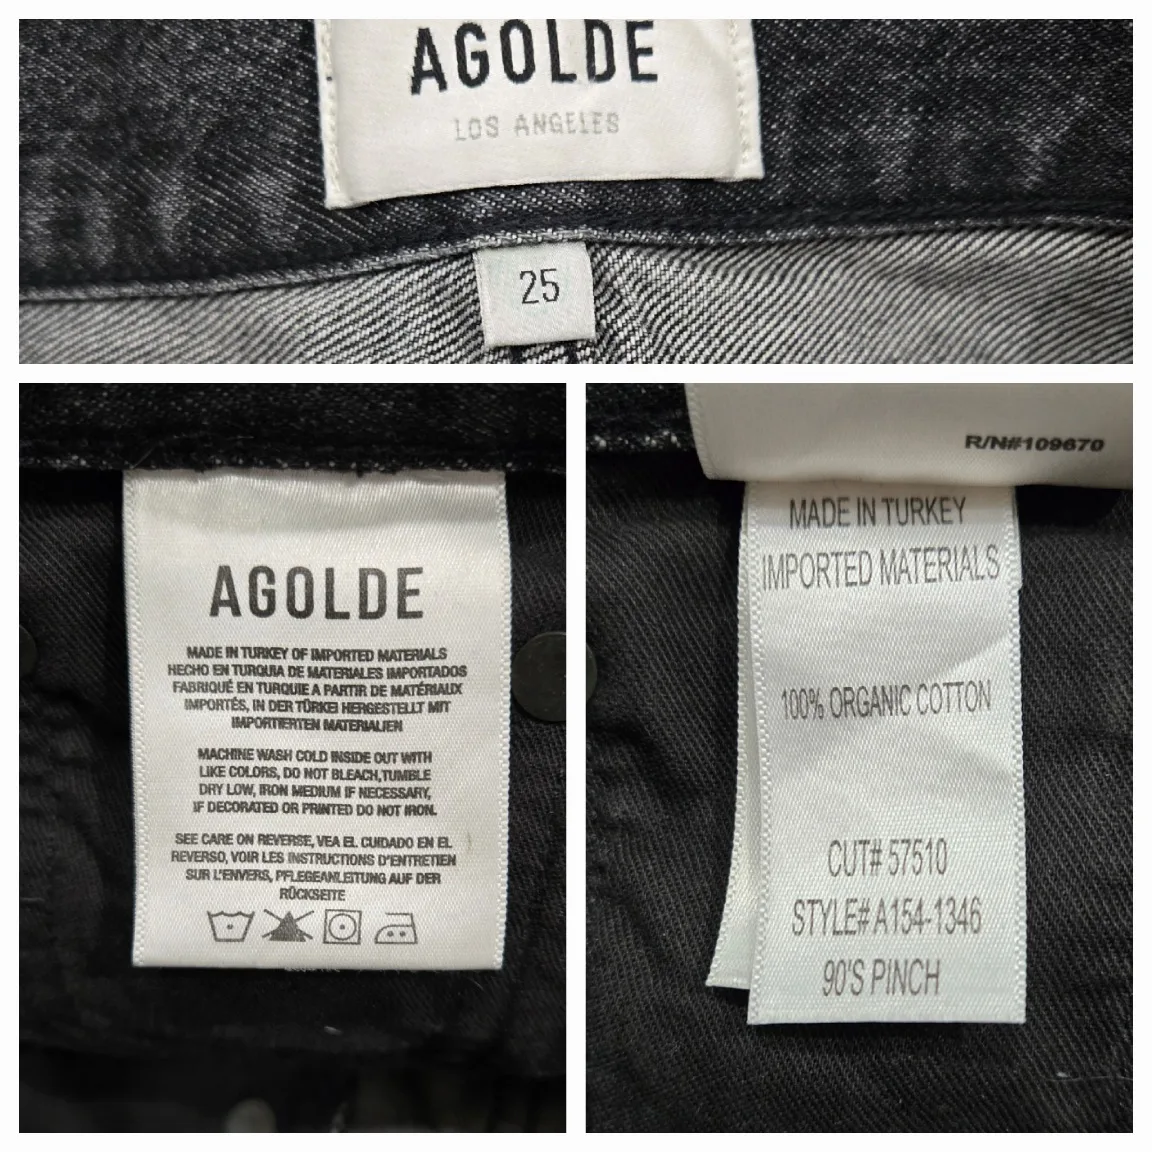 AGOLDE
LOS ANGELES
25
AGOLDE
MADE IN TURKEY OF IMPORTED MATERIALS
HECHO EN TURQUIA DE MATERIALES IMPORTADOS
FABRIQUÉ EN TURQUIE A PARTIR DE MATÉRIAUX
IMPORTÉS, IN DER TÜRKEI HERGESTELLT MIT
IMPORTIERTEN MATERIALIEN
MACHINE WASH COLD INSIDE OUT WITH
LIKE COLORS, DO NOT BLEACH,TUMBLE
DRY LOW, IRON MEDIUM IF NECESSARY,
IF DECORATED OR PRINTED DO NOT IRON.
SEE CARE ON REVERSE, VEA EL CUIDADO EN EL
REVERSO, VOIR LES INSTRUCTIONS D'ENTRETIEN
SUR L'ENVERS, PFLEGEANLEITUNG AUF DER
RÜCKSEITE
R/N#109670
MADE IN TURKEY
IMPORTED MATERIALS
100% ORGANIC COTTON
CUT# 57510
STYLE# A154-1346
90'S PINCH